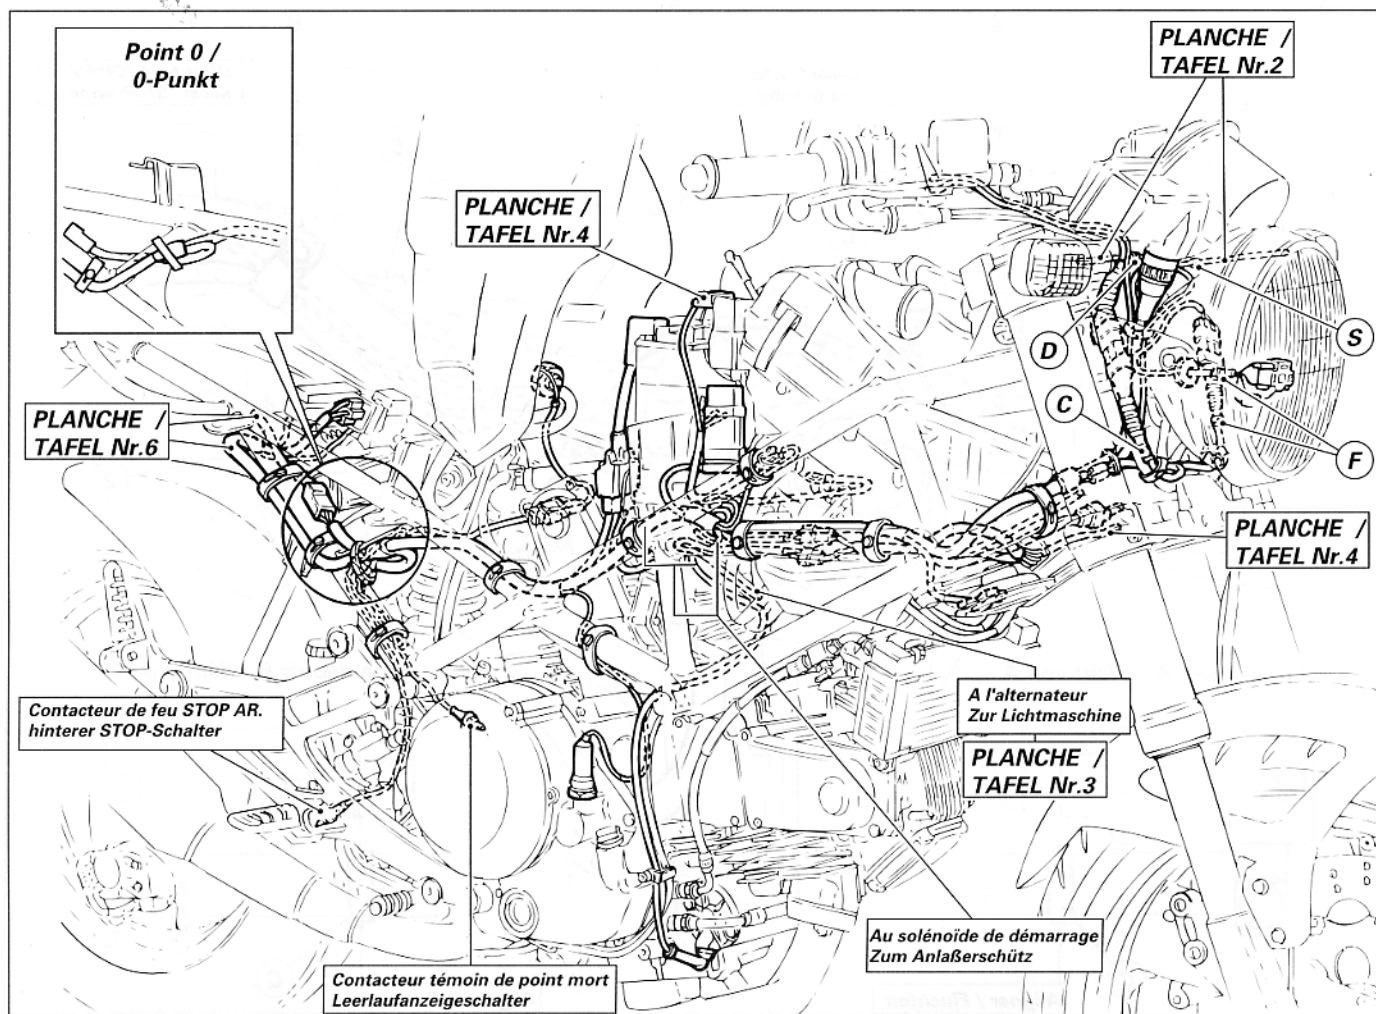 Point 0 /
0-Punkt
PLANCHE /
TAFEL Nr.2
PLANCHE /
TAFEL Nr.4
D
S
C
F
PLANCHE /
TAFEL Nr.6
PLANCHE /
TAFEL Nr.4
A l'alternateur
Zur Lichtmaschine
PLANCHE /
TAFEL Nr.3
Contacteur de feu STOP AR.
hinterer STOP-Schalter
Au solénoïde de démarrage
Zum Anlaßerschütz
Contacteur témoin de point mort
Leerlaufanzeigeschalter